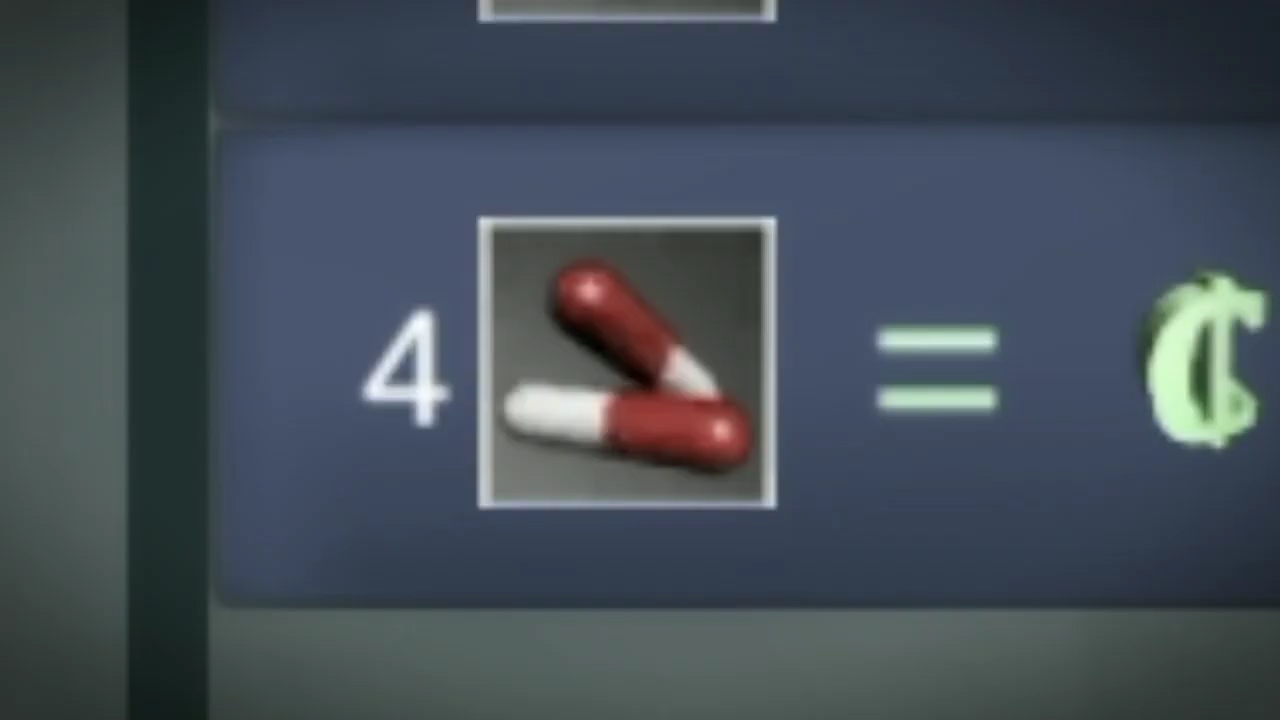 4 = ₵